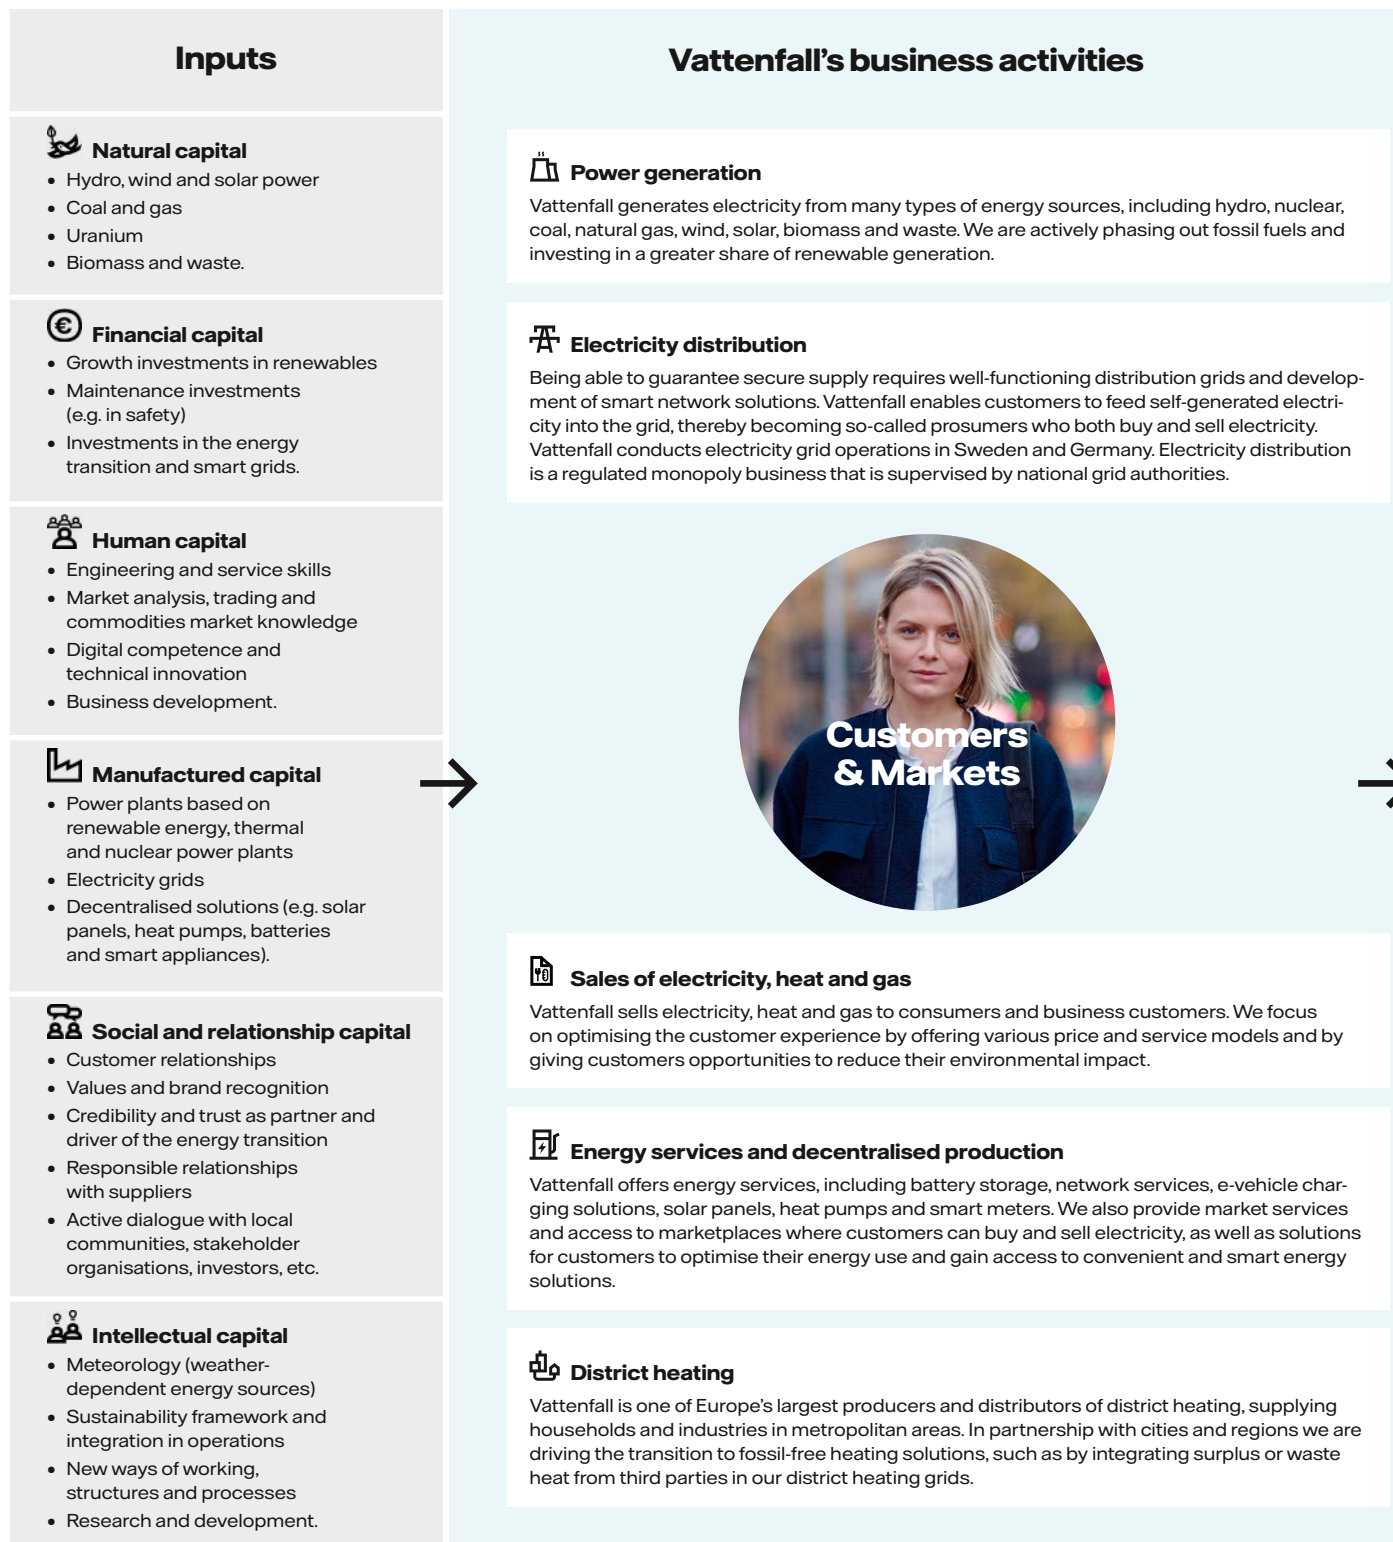 Inputs
Natural capital
• Hydro, wind and solar power
• Coal and gas
• Uranium
• Biomass and waste.
Financial capital
• Growth investments in renewables
• Maintenance investments
(e.g. in safety)
• Investments in the energy
transition and smart grids.
Human capital
• Engineering and service skills
• Market analysis, trading and
commodities market knowledge
• Digital competence and
technical innovation
• Business development.
Manufactured capital
• Power plants based on
renewable energy, thermal
and nuclear power plants
• Electricity grids
• Decentralised solutions (e.g. solar
panels, heat pumps, batteries
and smart appliances).
Social and relationship capital
• Customer relationships
• Values and brand recognition
• Credibility and trust as partner and
driver of the energy transition
• Responsible relationships
with suppliers
• Active dialogue with local
communities, stakeholder
organisations, investors, etc.
Intellectual capital
• Meteorology (weather-
dependent energy sources)
• Sustainability framework and
integration in operations
• New ways of working,
structures and processes
• Research and development.
Vattenfall's business activities
Power generation
Vattenfall generates electricity from many types of energy sources, including hydro, nuclear,
coal, natural gas, wind, solar, biomass and waste. We are actively phasing out fossil fuels and
investing in a greater share of renewable generation.
Electricity distribution
Being able to guarantee secure supply requires well-functioning distribution grids and develop-
ment of smart network solutions. Vattenfall enables customers to feed self-generated electri-
city into the grid, thereby becoming so-called prosumers who both buy and sell electricity.
Vattenfall conducts electricity grid operations in Sweden and Germany. Electricity distribution
is a regulated monopoly business that is supervised by national grid authorities.
Customers
& Markets
Sales of electricity, heat and gas
Vattenfall sells electricity, heat and gas to consumers and business customers. We focus
on optimising the customer experience by offering various price and service models and by
giving customers opportunities to reduce their environmental impact.
Energy services and decentralised production
Vattenfall offers energy services, including battery storage, network services, e-vehicle char-
ging solutions, solar panels, heat pumps and smart meters. We also provide market services
and access to marketplaces where customers can buy and sell electricity, as well as solutions
for customers to optimise their energy use and gain access to convenient and smart energy
solutions.
District heating
Vattenfall is one of Europe's largest producers and distributors of district heating, supplying
households and industries in metropolitan areas. In partnership with cities and regions we are
driving the transition to fossil-free heating solutions, such as by integrating surplus or waste
heat from third parties in our district heating grids.